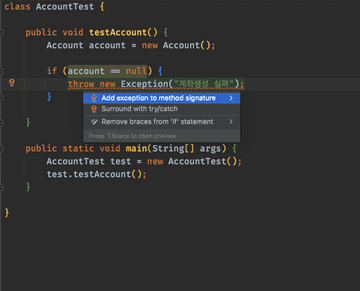 class AccountTest {
public void testAccount() {
Account account = new Account();
if (account == null) {
throw new Exception("계좌생성 실패");
Add exception to method signature
Surround with try/catch
}
Remove braces from 'if' statement
Press ⌥Space to open preview
}
public static void main(String[] args) {
AccountTest test = new AccountTest();
test.testAccount();
}
}